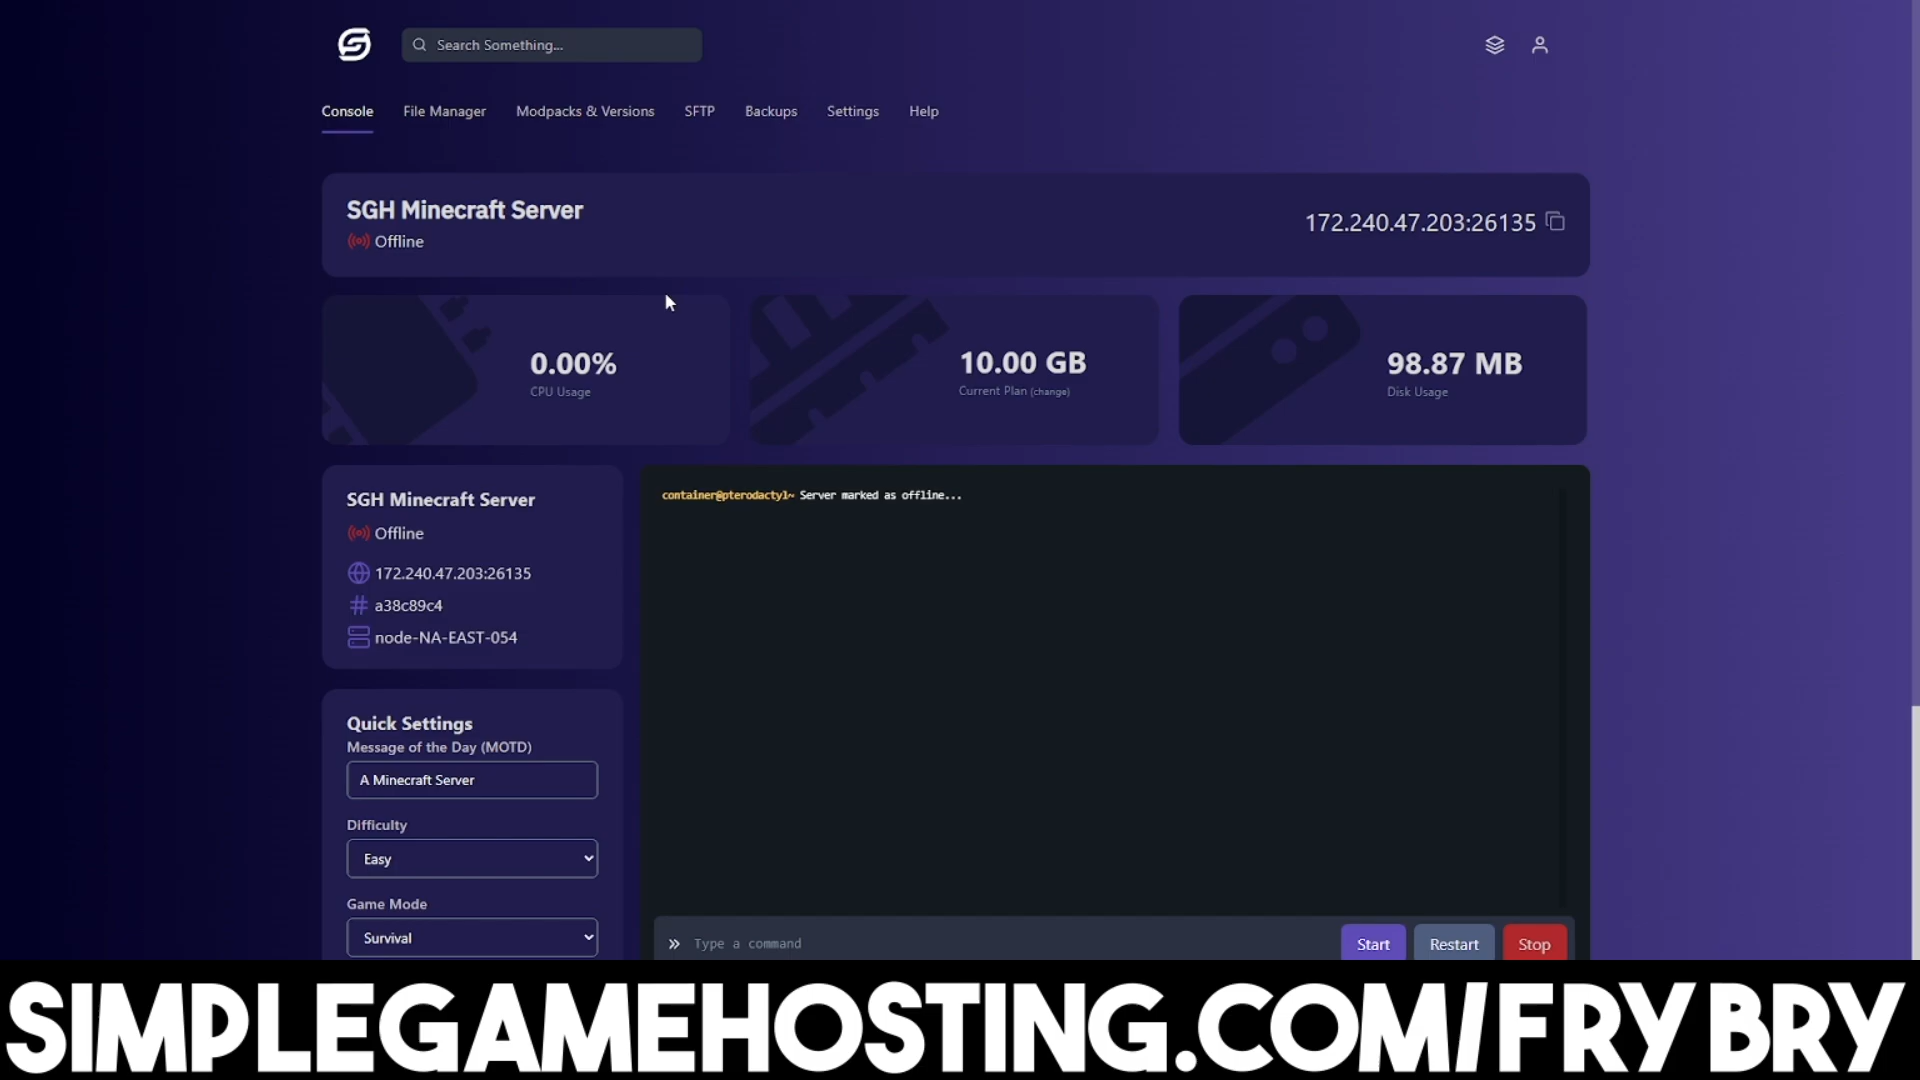 Search Something...
Console File Manager Modpacks & Versions SFTP Backups Settings Help
SGH Minecraft Server
Offline
172.240.47.203:26135
0.00%
CPU Usage
10.00 GB
Current Plan (change)
98.87 MB
Disk Usage
SGH Minecraft Server
Offline
172.240.47.203:26135
a38c89c4
node-NA-EAST-054
container@pterodactyl~ Server marked as offline...
Quick Settings
Message of the Day (MOTD)
A Minecraft Server
Difficulty
Easy
Game Mode
Survival
Type a command
Start Restart Stop
SIMPLEGAMEHOSTING.COM/FRYBRY